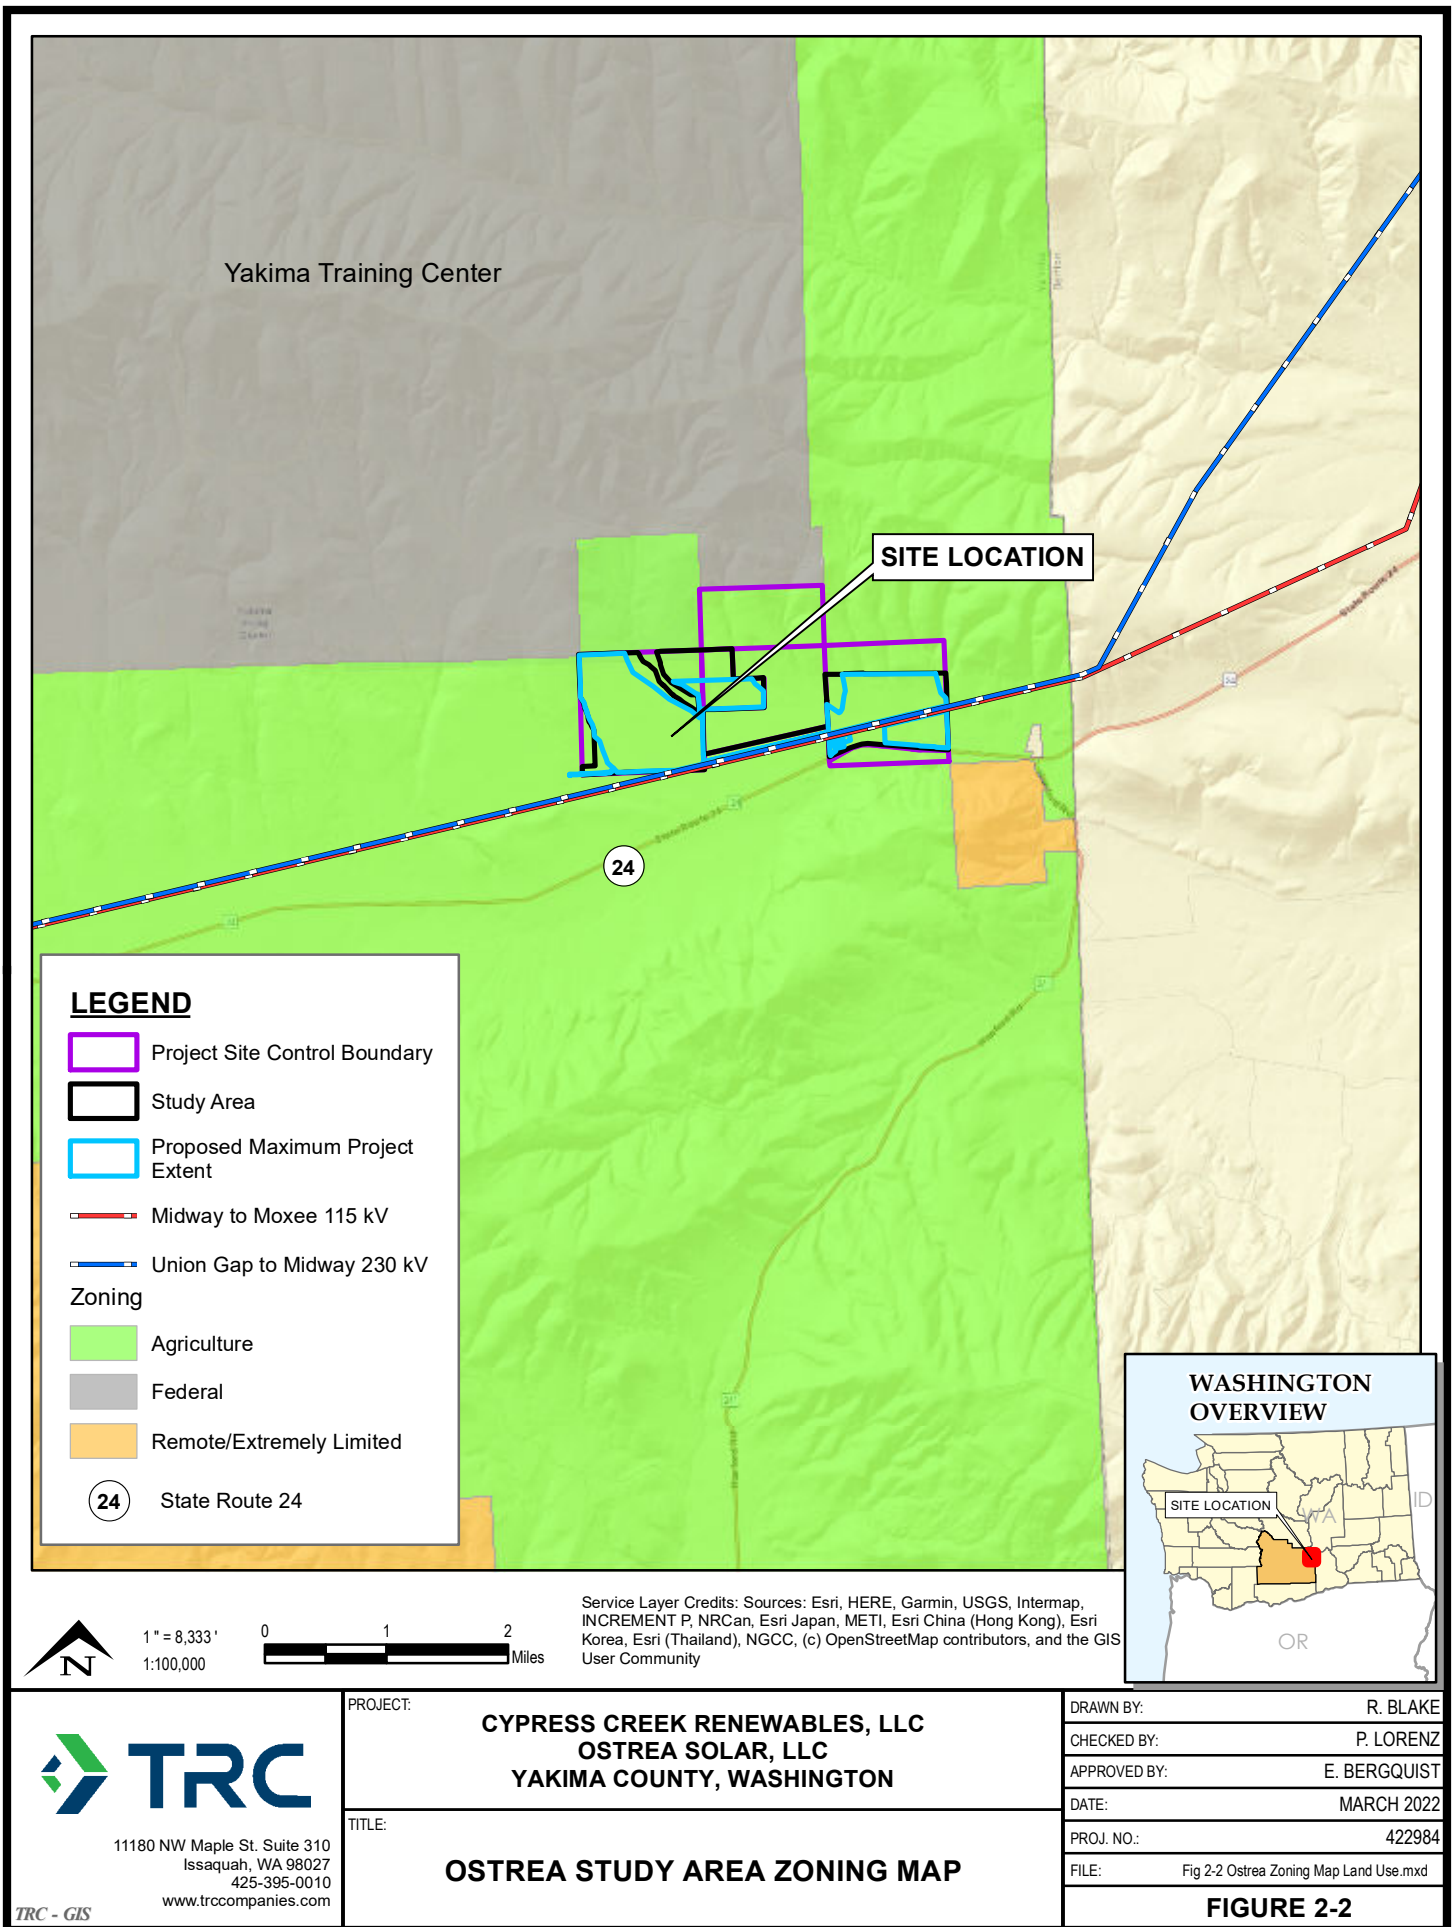 Yakima Training Center
SITE LOCATION
State Route 24
24
State Route 24
24
LEGEND
Project Site Control Boundary
Study Area
Proposed Maximum Project
Extent
Midway to Moxee 115 kV
Union Gap to Midway 230 kV
Zoning
Agriculture
Federal
Remote/Extremely Limited
24 State Route 24
WASHINGTON
OVERVIEW
SITE LOCATION
WA
ID
OR
N
1 " = 8,333 '
1:100,000
0 1 2
Miles
Service Layer Credits: Sources: Esri, HERE, Garmin, USGS, Intermap,
INCREMENT P, NRCan, Esri Japan, METI, Esri China (Hong Kong), Esri
Korea, Esri (Thailand), NGCC, (c) OpenStreetMap contributors, and the GIS
User Community
TRC
11180 NW Maple St. Suite 310
Issaquah, WA 98027
425-395-0010
www.trccompanies.com
TRC - GIS
PROJECT:
CYPRESS CREEK RENEWABLES, LLC
OSTREA SOLAR, LLC
YAKIMA COUNTY, WASHINGTON
TITLE:
OSTREA STUDY AREA ZONING MAP
DRAWN BY: R. BLAKE
CHECKED BY: P. LORENZ
APPROVED BY: E. BERGQUIST
DATE: MARCH 2022
PROJ. NO.: 422984
FILE: Fig 2-2 Ostrea Zoning Map Land Use.mxd
FIGURE 2-2